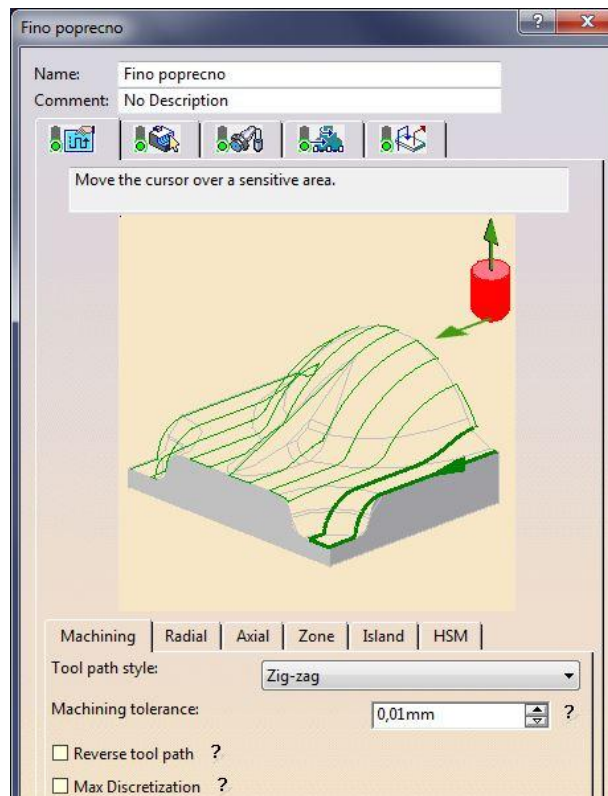 Fino poprecno
Name: Fino poprecno
Comment: No Description
Move the cursor over a sensitive area.
Machining Radial Axial Zone Island HSM
Tool path style: Zig-zag
Machining tolerance: 0,01mm ?
Reverse tool path ?
Max Discretization ?